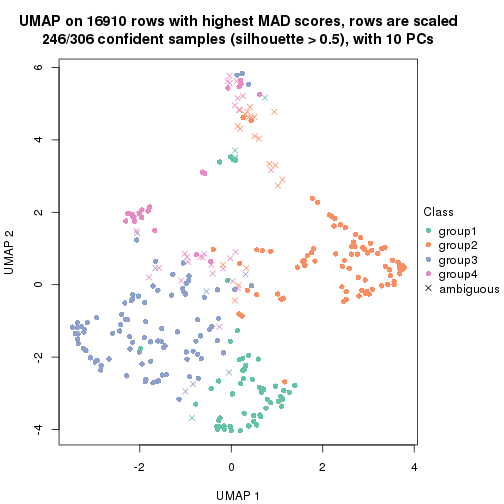 UMAP on 16910 rows with highest MAD scores, rows are scaled
246/306 confident samples (silhouette > 0.5), with 10 PCs
6
4
2
0
-2
-4
UMAP 2
-2
0
2
4
UMAP 1
Class
group1
group2
group3
group4
ambiguous